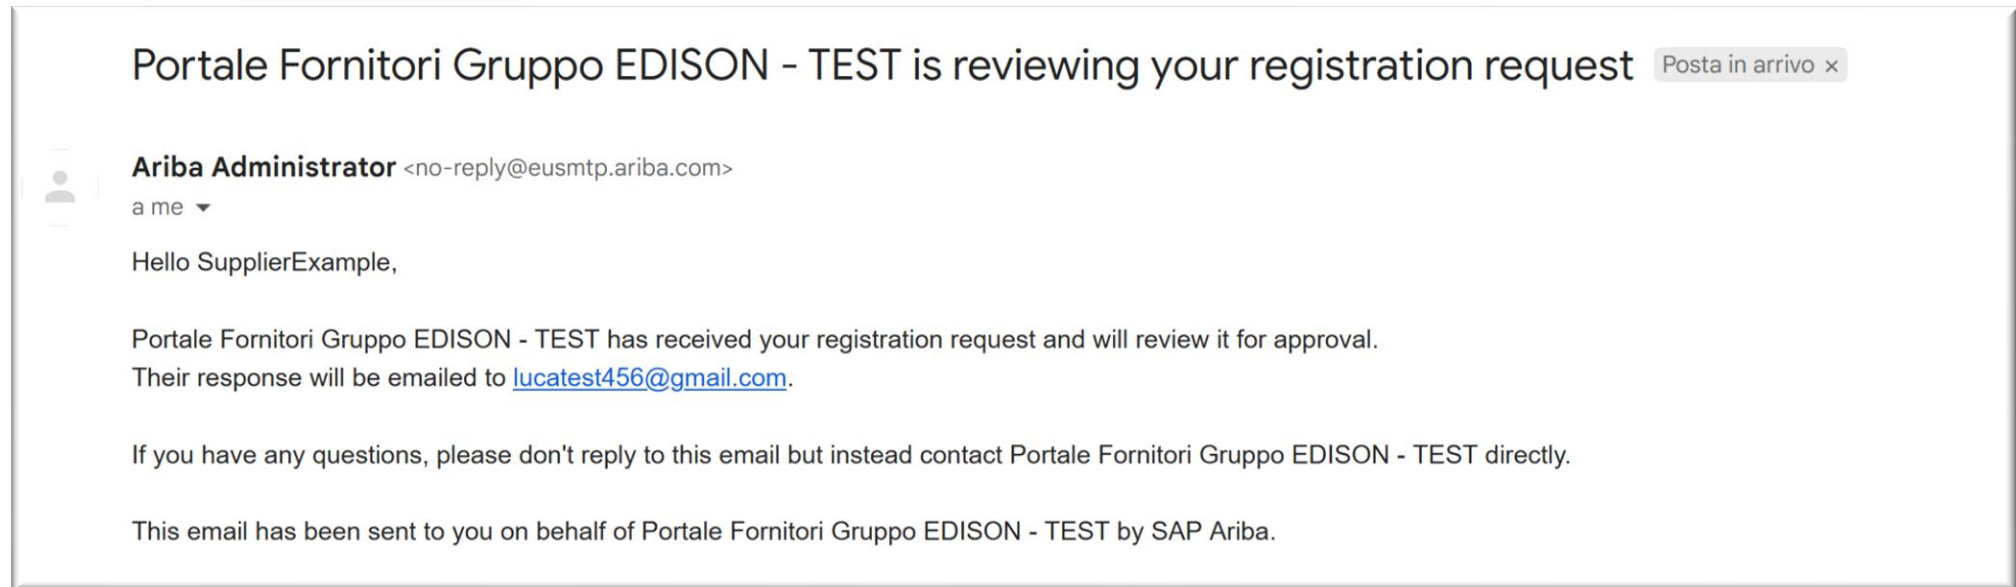 Portale Fornitori Gruppo EDISON - TEST is reviewing your registration request Posta in arrivo ×
Ariba Administrator <no-reply@eusmtp.ariba.com>
a me
Hello SupplierExample,
Portale Fornitori Gruppo EDISON - TEST has received your registration request and will review it for approval.
Their response will be emailed to lucatest456@gmail.com.
If you have any questions, please don't reply to this email but instead contact Portale Fornitori Gruppo EDISON - TEST directly.
This email has been sent to you on behalf of Portale Fornitori Gruppo EDISON - TEST by SAP Ariba.